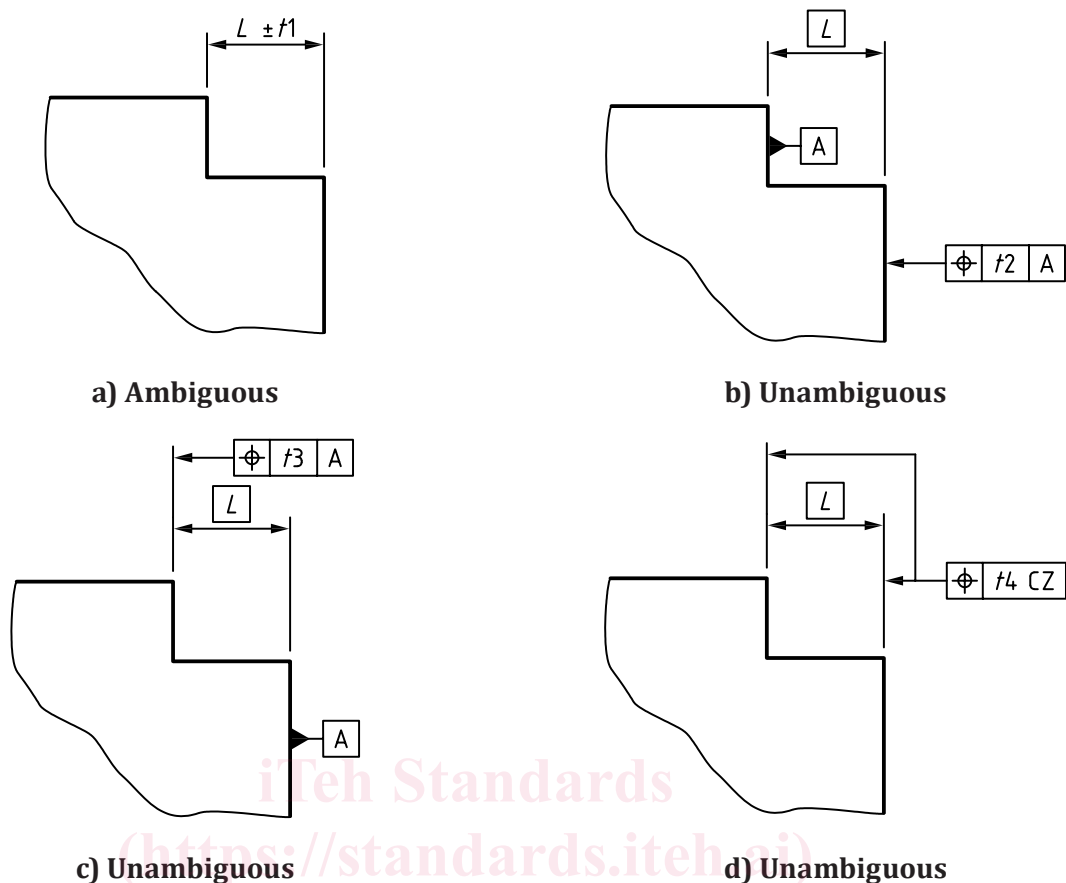 L ±t1
L
A
⌖ t2 A
a) Ambiguous
b) Unambiguous
⌖ t3 A
L
A
L
⌖ t4 CZ
iTeh Standards
(https://standards.iteh.ai)
c) Unambiguous
d) Unambiguous